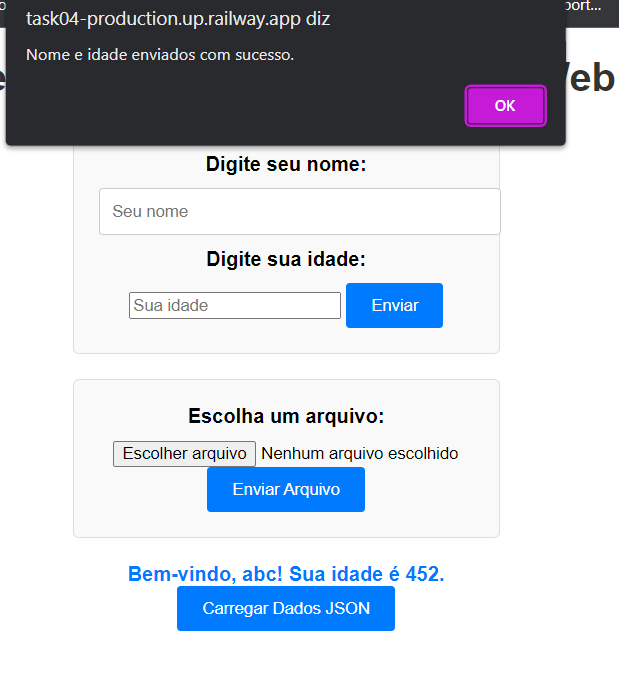 port...
task04-production.up.railway.app diz
Nome e idade enviados com sucesso.
OK
Digite seu nome:
Seu nome
Digite sua idade:
Sua idade
Enviar
Escolha um arquivo:
Escolher arquivo Nenhum arquivo escolhido
Enviar Arquivo
Bem-vindo, abc! Sua idade é 452.
Carregar Dados JSON